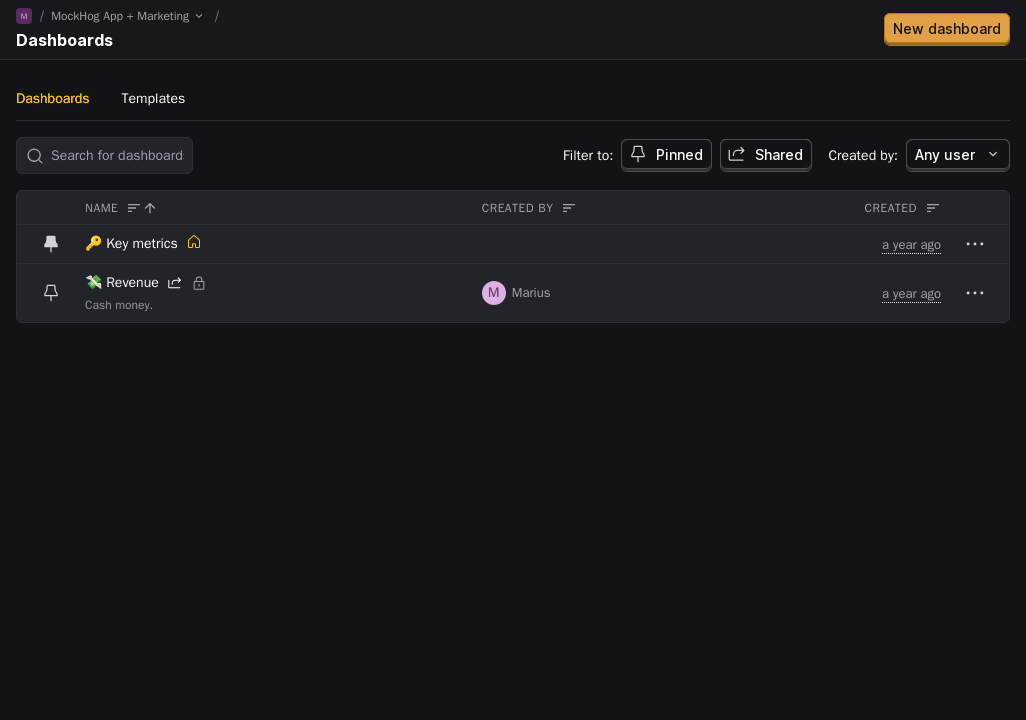 M / MockHog App + Marketing /
Dashboards
New dashboard
Dashboards Templates
Search for dashboards
Filter to: Pinned Shared Created by: Any user
NAME CREATED BY CREATED
🔑 Key metrics a year ago
💸 Revenue
Cash money.
M Marius a year ago